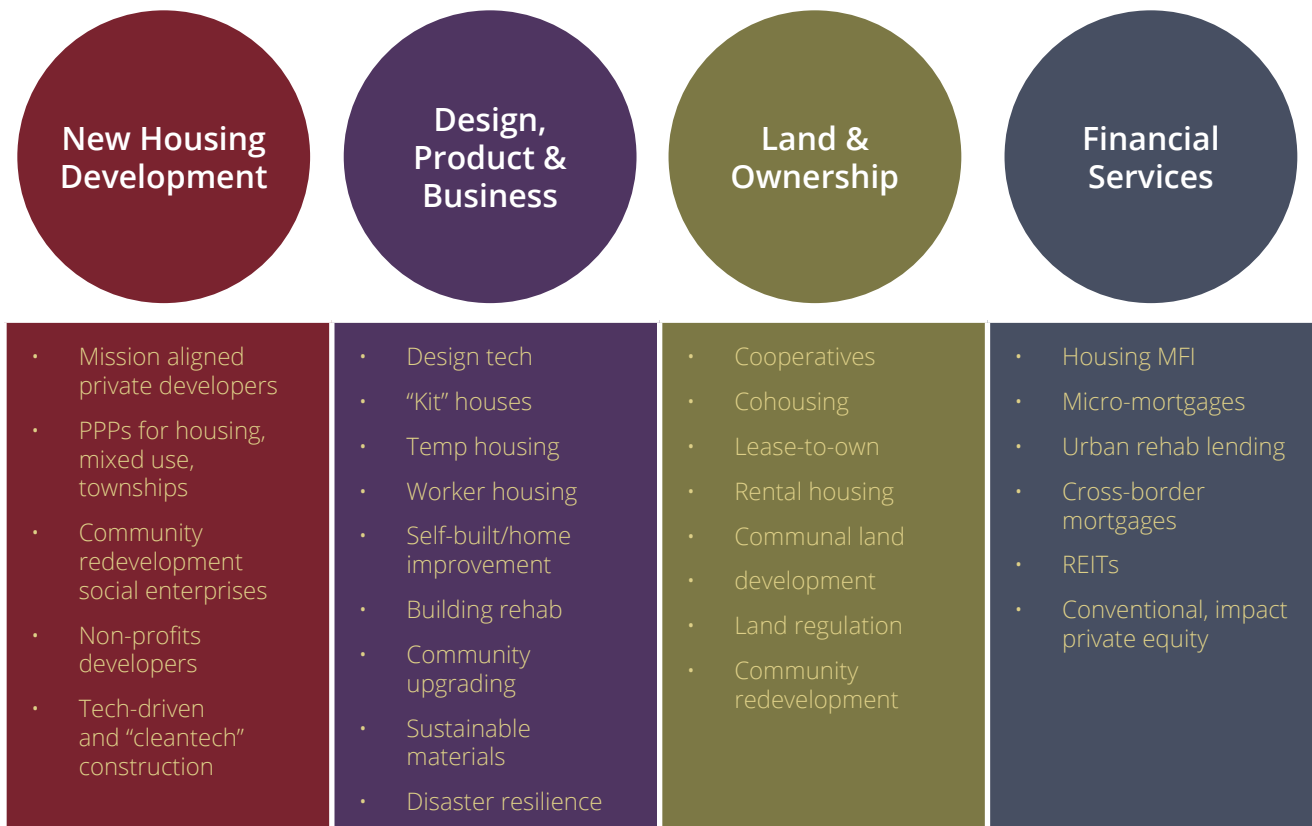 New Housing
Development
Design,
Product &
Business
Land &
Ownership
Financial
Services
• Mission aligned
private developers
• PPPs for housing,
mixed use,
townships
• Community
redevelopment
social enterprises
• Non-profits
developers
• Tech-driven
and “cleantech”
construction
• Design tech
• “Kit” houses
• Temp housing
• Worker housing
• Self-built/home
improvement
• Building rehab
• Community
upgrading
• Sustainable
materials
• Disaster resilience
• Cooperatives
• Cohousing
• Lease-to-own
• Rental housing
• Communal land
• development
• Land regulation
• Community
redevelopment
• Housing MFI
• Micro-mortgages
• Urban rehab lending
• Cross-border
mortgages
• REITs
• Conventional, impact
private equity